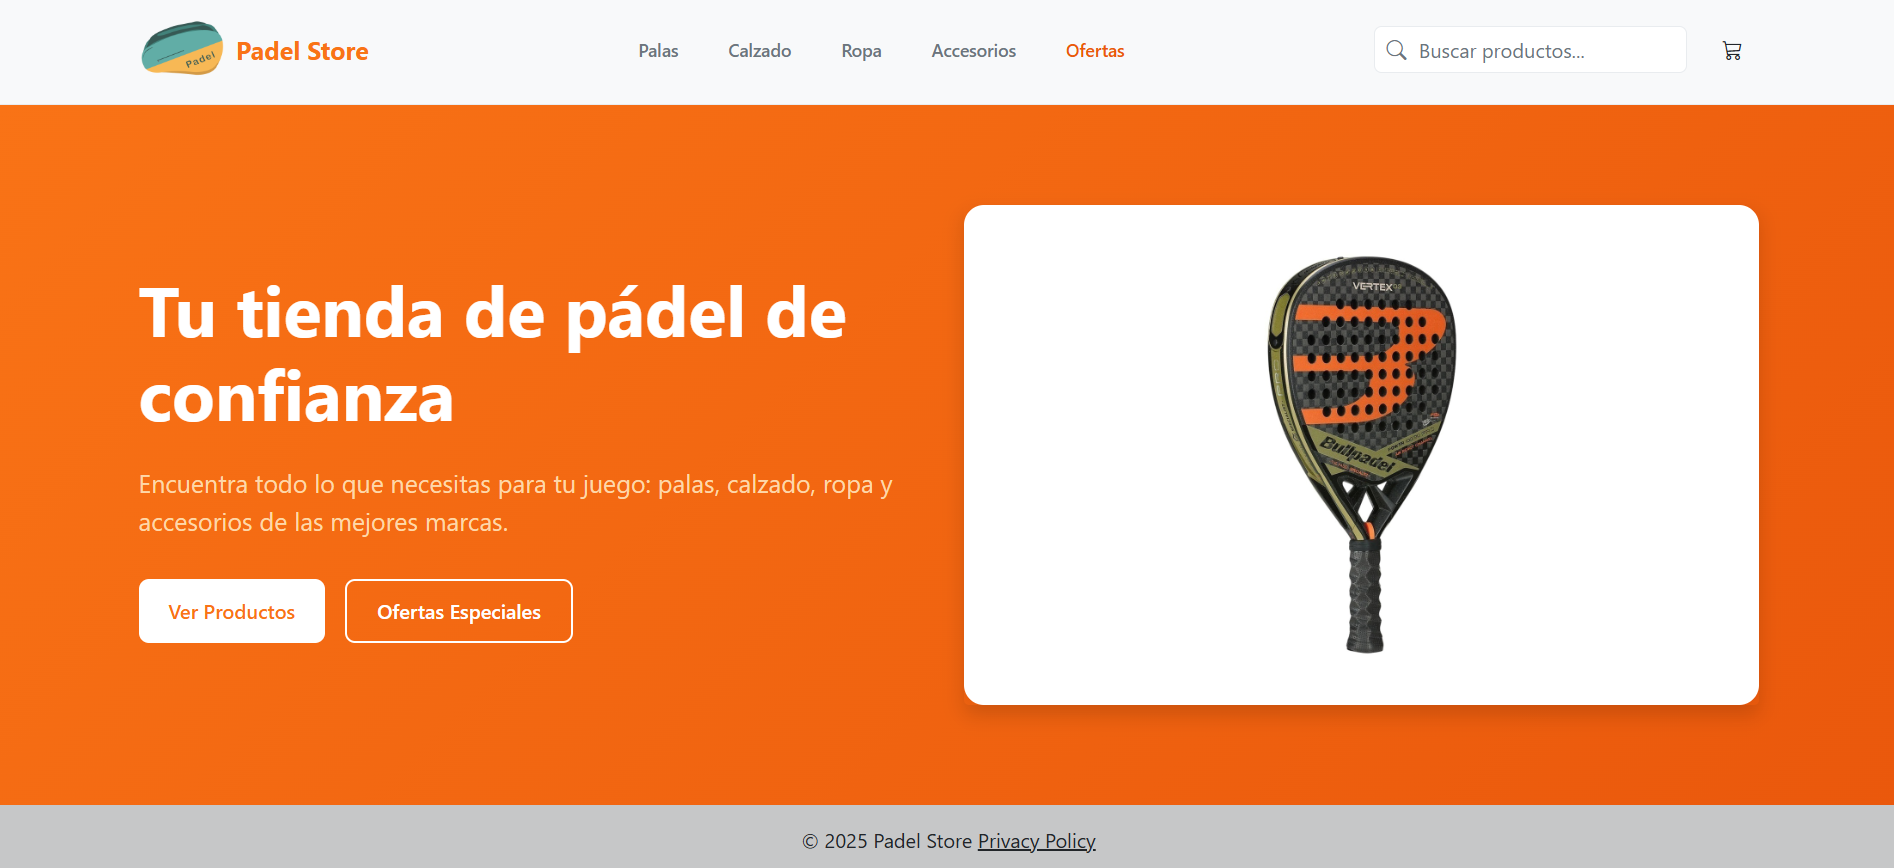 Padel
Padel Store
Palas
Calzado
Ropa
Accesorios
Ofertas
Buscar productos...
Tu tienda de pádel de
confianza
Encuentra todo lo que necesitas para tu juego: palas, calzado, ropa y
accesorios de las mejores marcas.
Ver Productos
Ofertas Especiales
VERTEX
Bullpadel
© 2025 Padel Store Privacy Policy